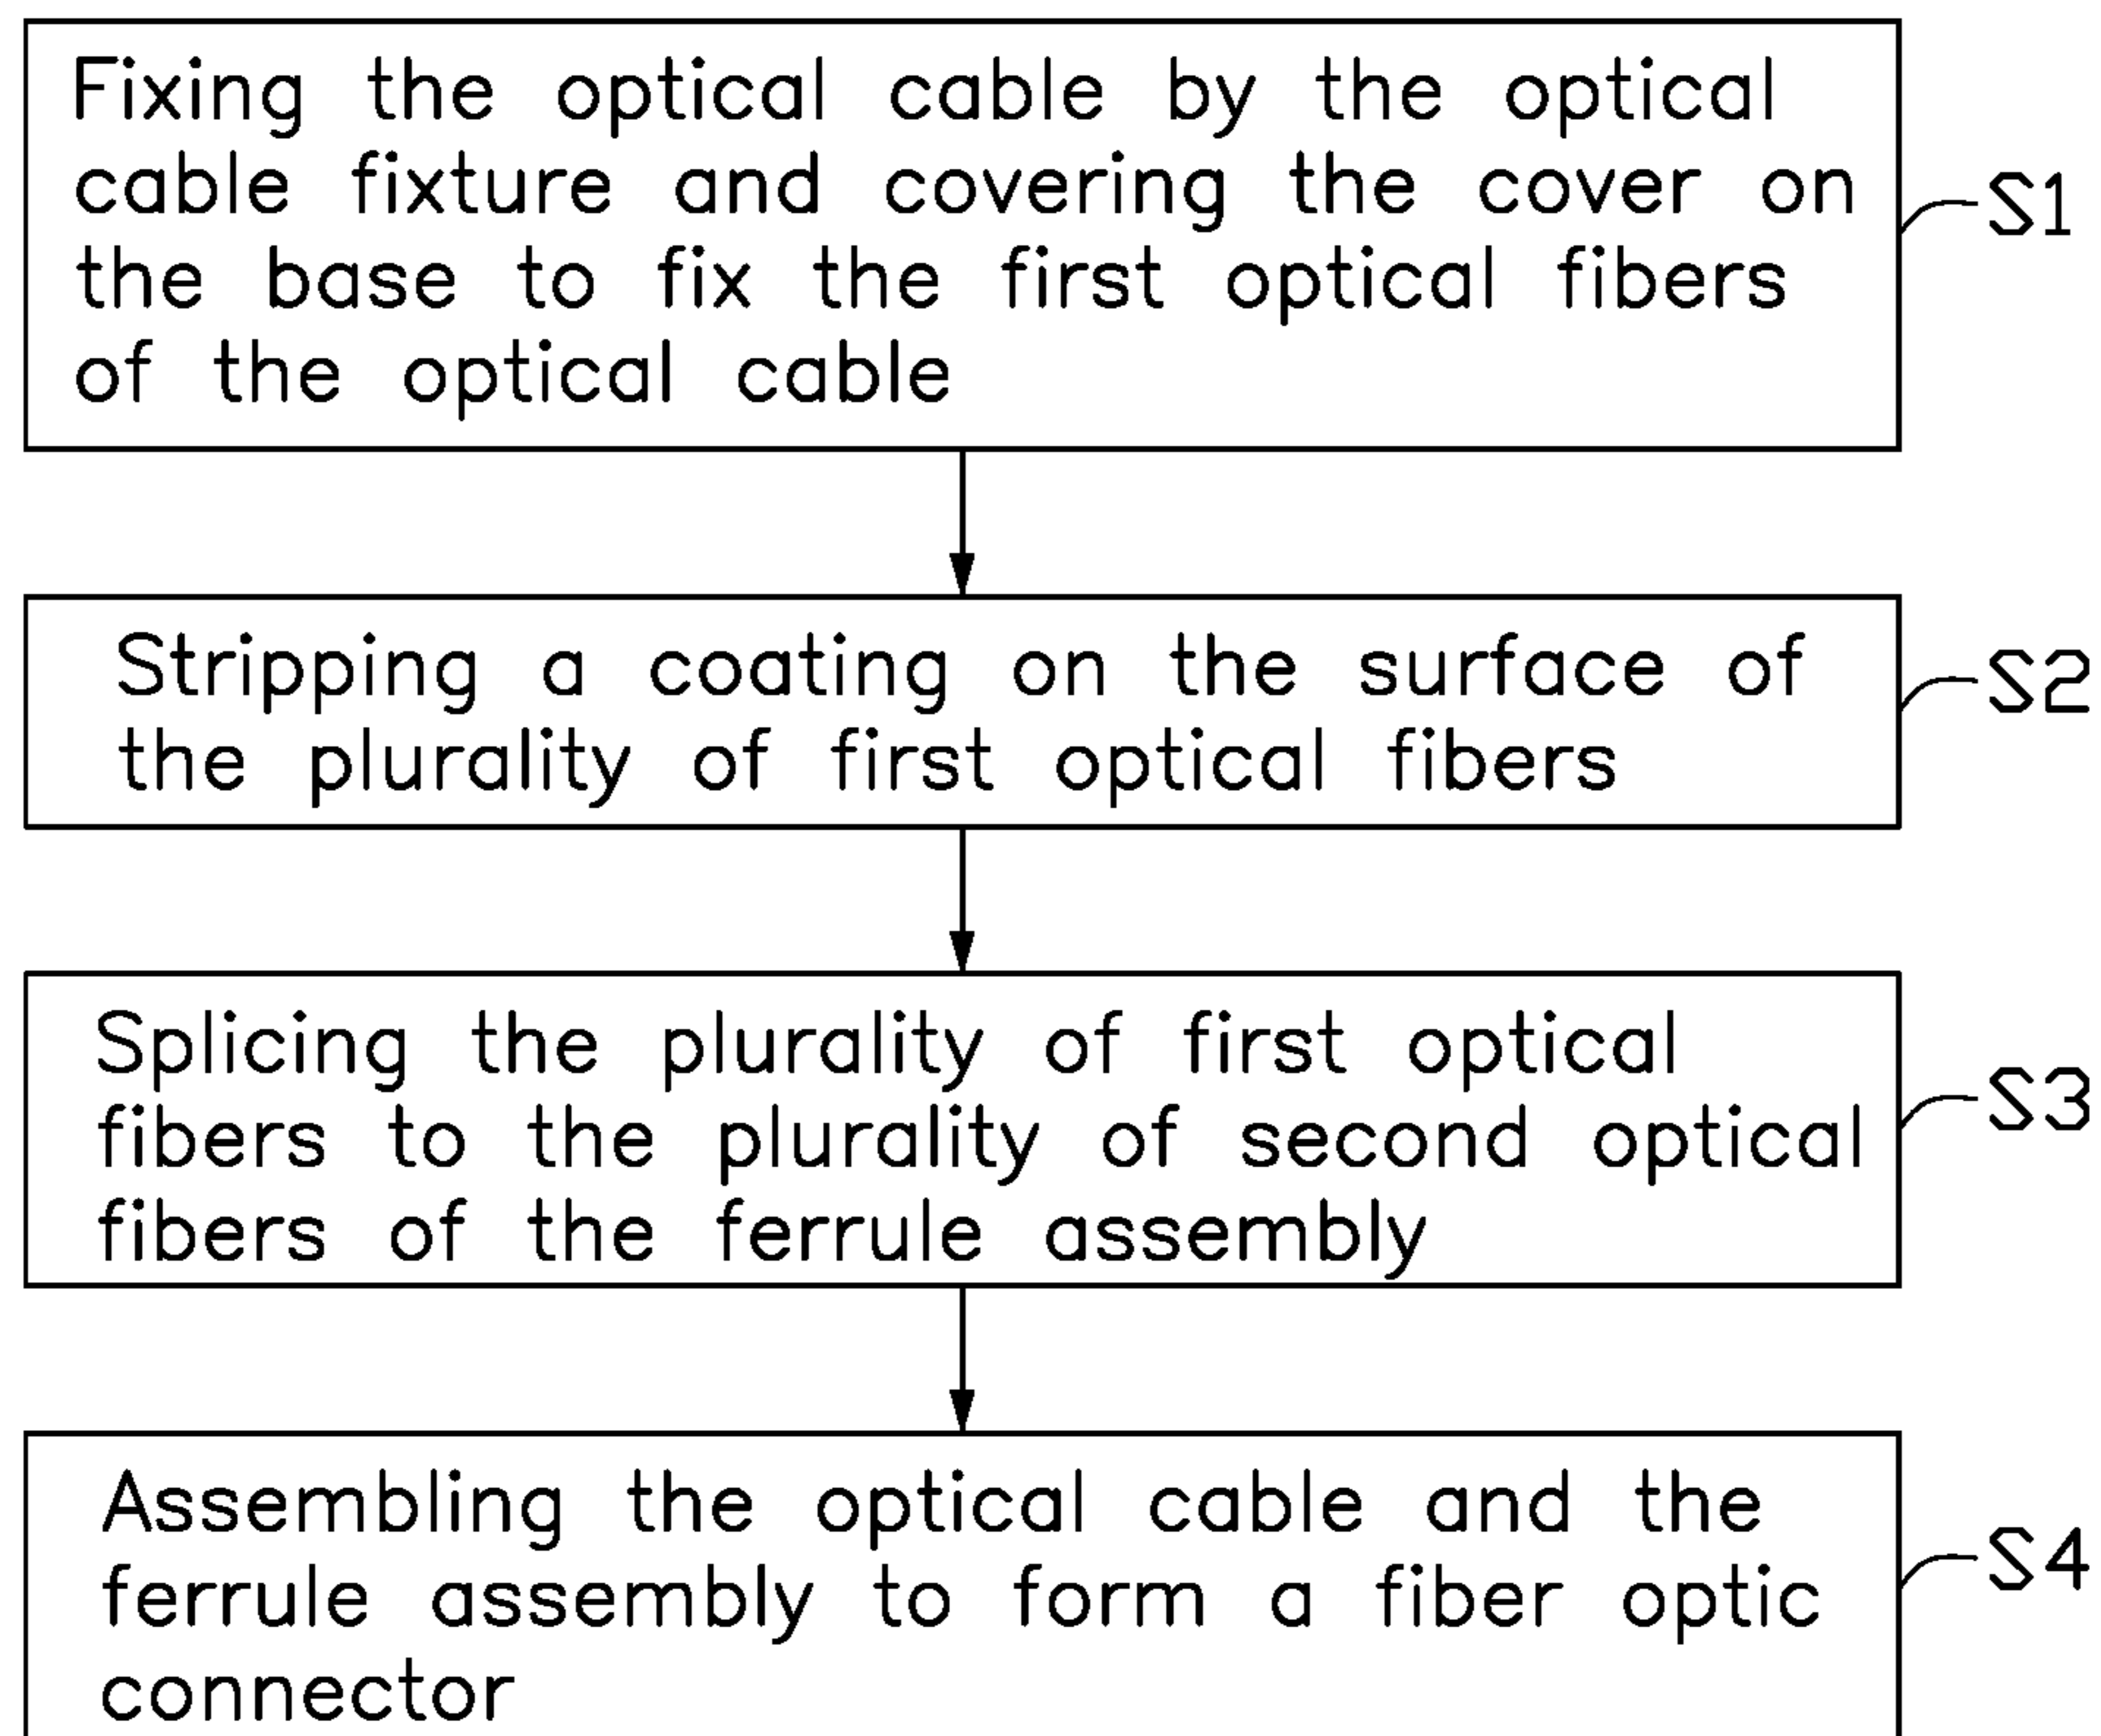 Fixing the optical cable by the optical
cable fixture and covering the cover on
the base to fix the first optical fibers
of the optical cable
S1
Stripping a coating on the surface of
the plurality of first optical fibers
S2
Splicing the plurality of first optical
fibers to the plurality of second optical
fibers of the ferrule assembly
S3
Assembling the optical cable and the
ferrule assembly to form a fiber optic
connector
S4